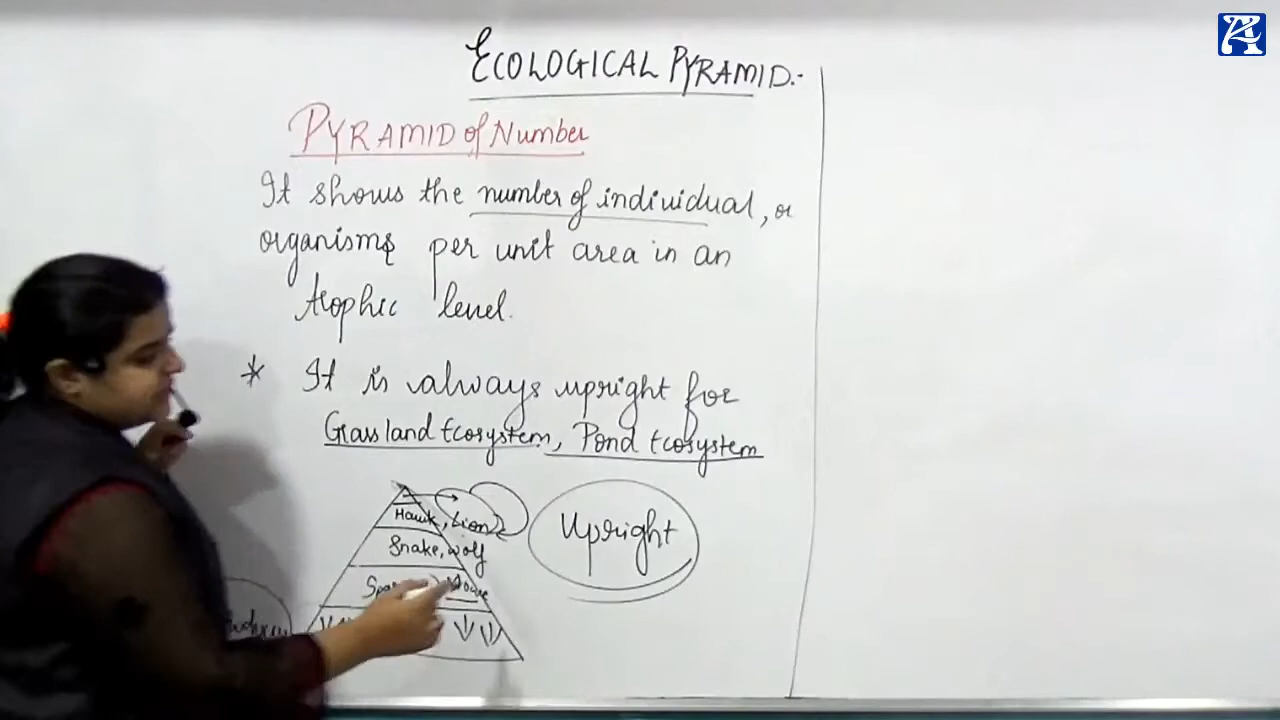 ECOLOGICAL PYRAMID.-
PYRAMID of Number
It shows the number of individual, or
organisms per unit area in an
trophic level.
* It is always upright for
Grassland Ecosystem, Pond Ecosystem
Hawk, Lion
Snake, wolf
Upright